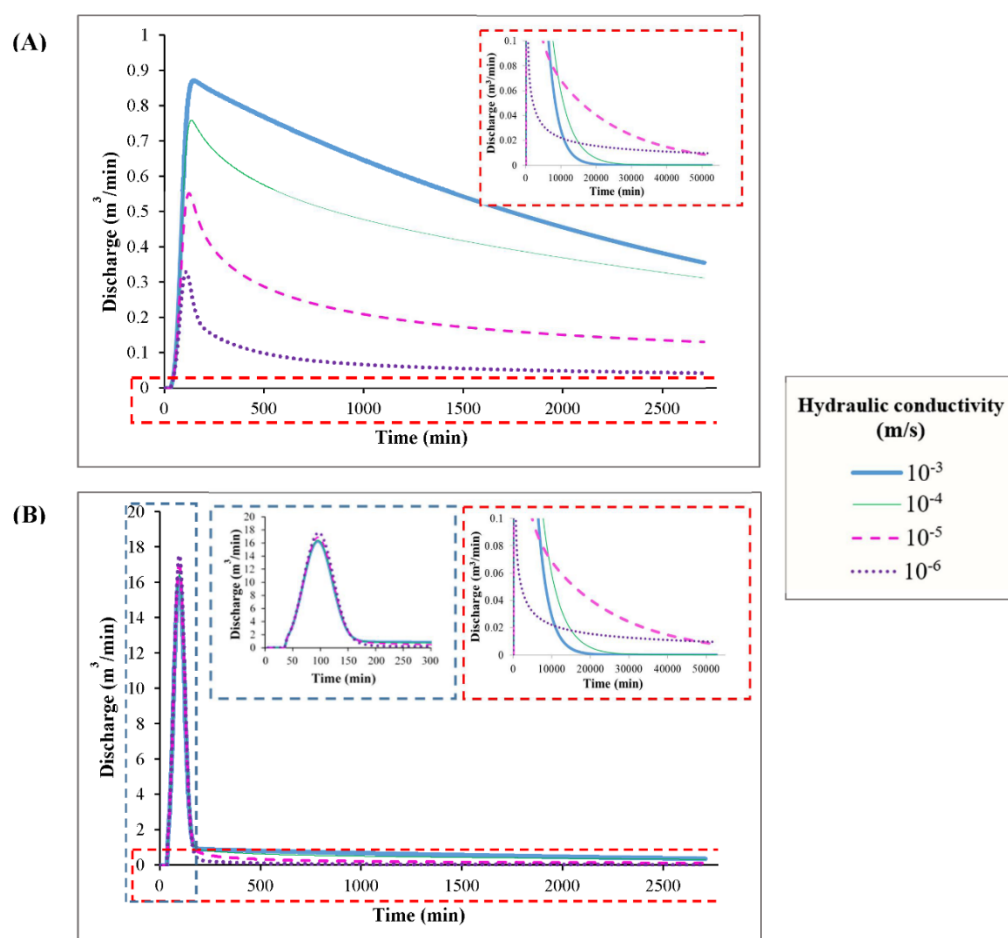 (A)
Discharge (m³/min)
1
0.9
0.8
0.7
0.6
0.5
0.4
0.3
0.2
0.1
0
0 500 1000 1500 2000 2500
Time (min)
Discharge (m³/min)
0.1
0.08
0.06
0.04
0.02
0
0 10000 20000 30000 40000 50000
Time (min)
(B)
Discharge (m³/min)
20
18
16
14
12
10
8
6
4
2
0
0 500 1000 1500 2000 2500
Time (min)
Discharge (m³/min)
20
18
16
14
12
10
8
6
4
2
0
0 50 100 150 200 250 300
Time (min)
Discharge (m³/min)
0.1
0.08
0.06
0.04
0.02
0
0 10000 20000 30000 40000 50000
Time (min)
Hydraulic conductivity
(m/s)
10⁻³
10⁻⁴
10⁻⁵
10⁻⁶